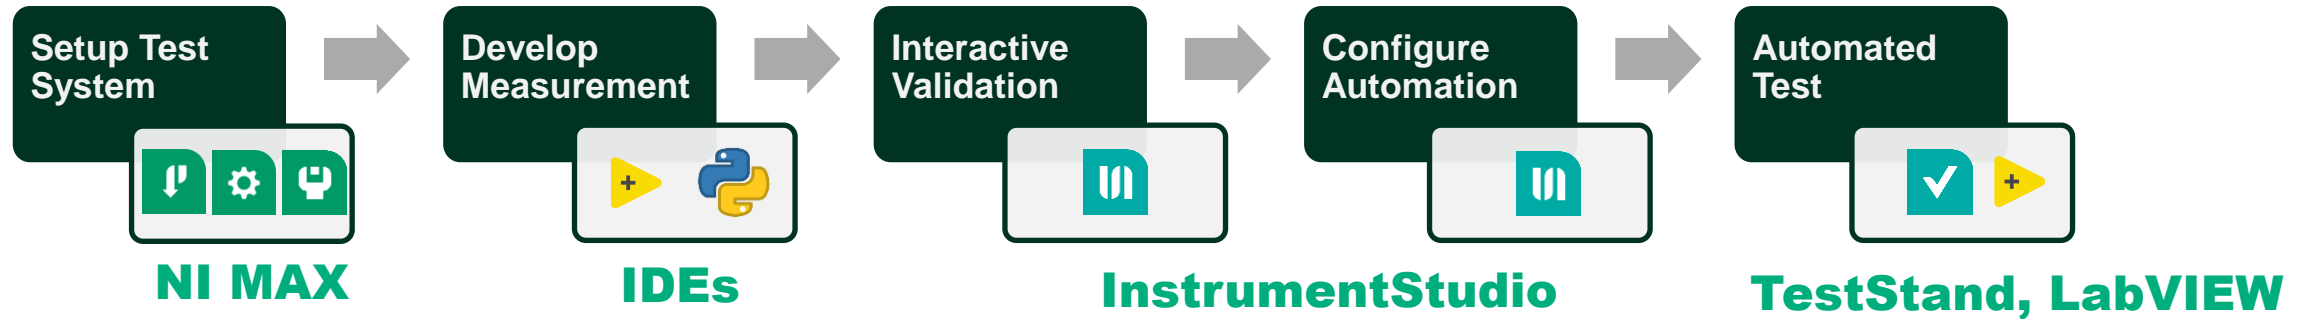 Setup Test
System
Develop
Measurement
Interactive
Validation
Configure
Automation
Automated
Test
NI MAX
IDEs
InstrumentStudio
TestStand, LabVIEW